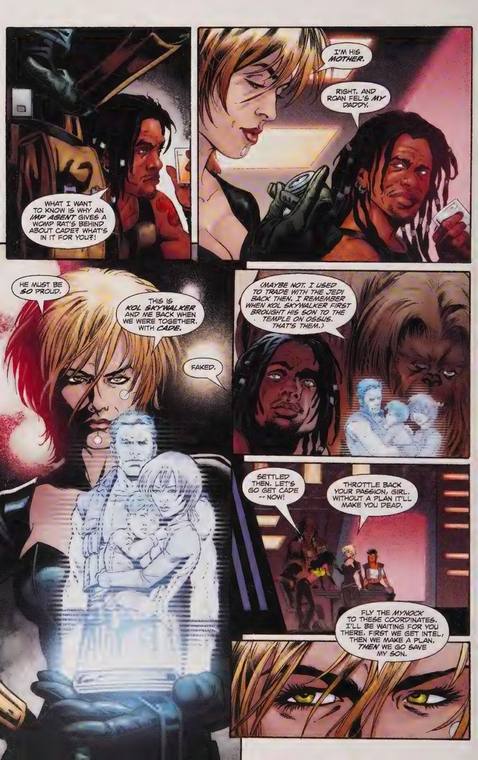 WHAT I WANT
TO KNOW IS WHY AN
IMP AGENT GIVES A
WOMP RAT'S BEHIND
ABOUT CADE? WHAT'S
IN IT FOR YOU?!
I'M HIS
MOTHER.
RIGHT. AND
ROAN FEL'S MY
DADDY.
HE MUST BE
SO PROUD.
THIS IS
KOL SKYWALKER
AND ME BACK WHEN
WE WERE TOGETHER.
WITH CADE.
FAKED.
(MAYBE NOT. I USED
TO TRADE WITH THE JEDI
BACK THEN. I REMEMBER
WHEN KOL SKYWALKER FIRST
BROUGHT HIS SON TO THE
TEMPLE ON OSSUS.
THAT'S THEM.)
SETTLED
THEN. LET'S
GO GET CADE
-- NOW!
THROTTLE BACK
YOUR PASSION, GIRL.
WITHOUT A PLAN IT'LL
MAKE YOU DEAD.
FLY THE MYNOCK
TO THESE COORDINATES.
I'LL BE WAITING FOR YOU
THERE. FIRST WE GET INTEL,
THEN WE MAKE A PLAN.
THEN WE GO SAVE
MY SON.